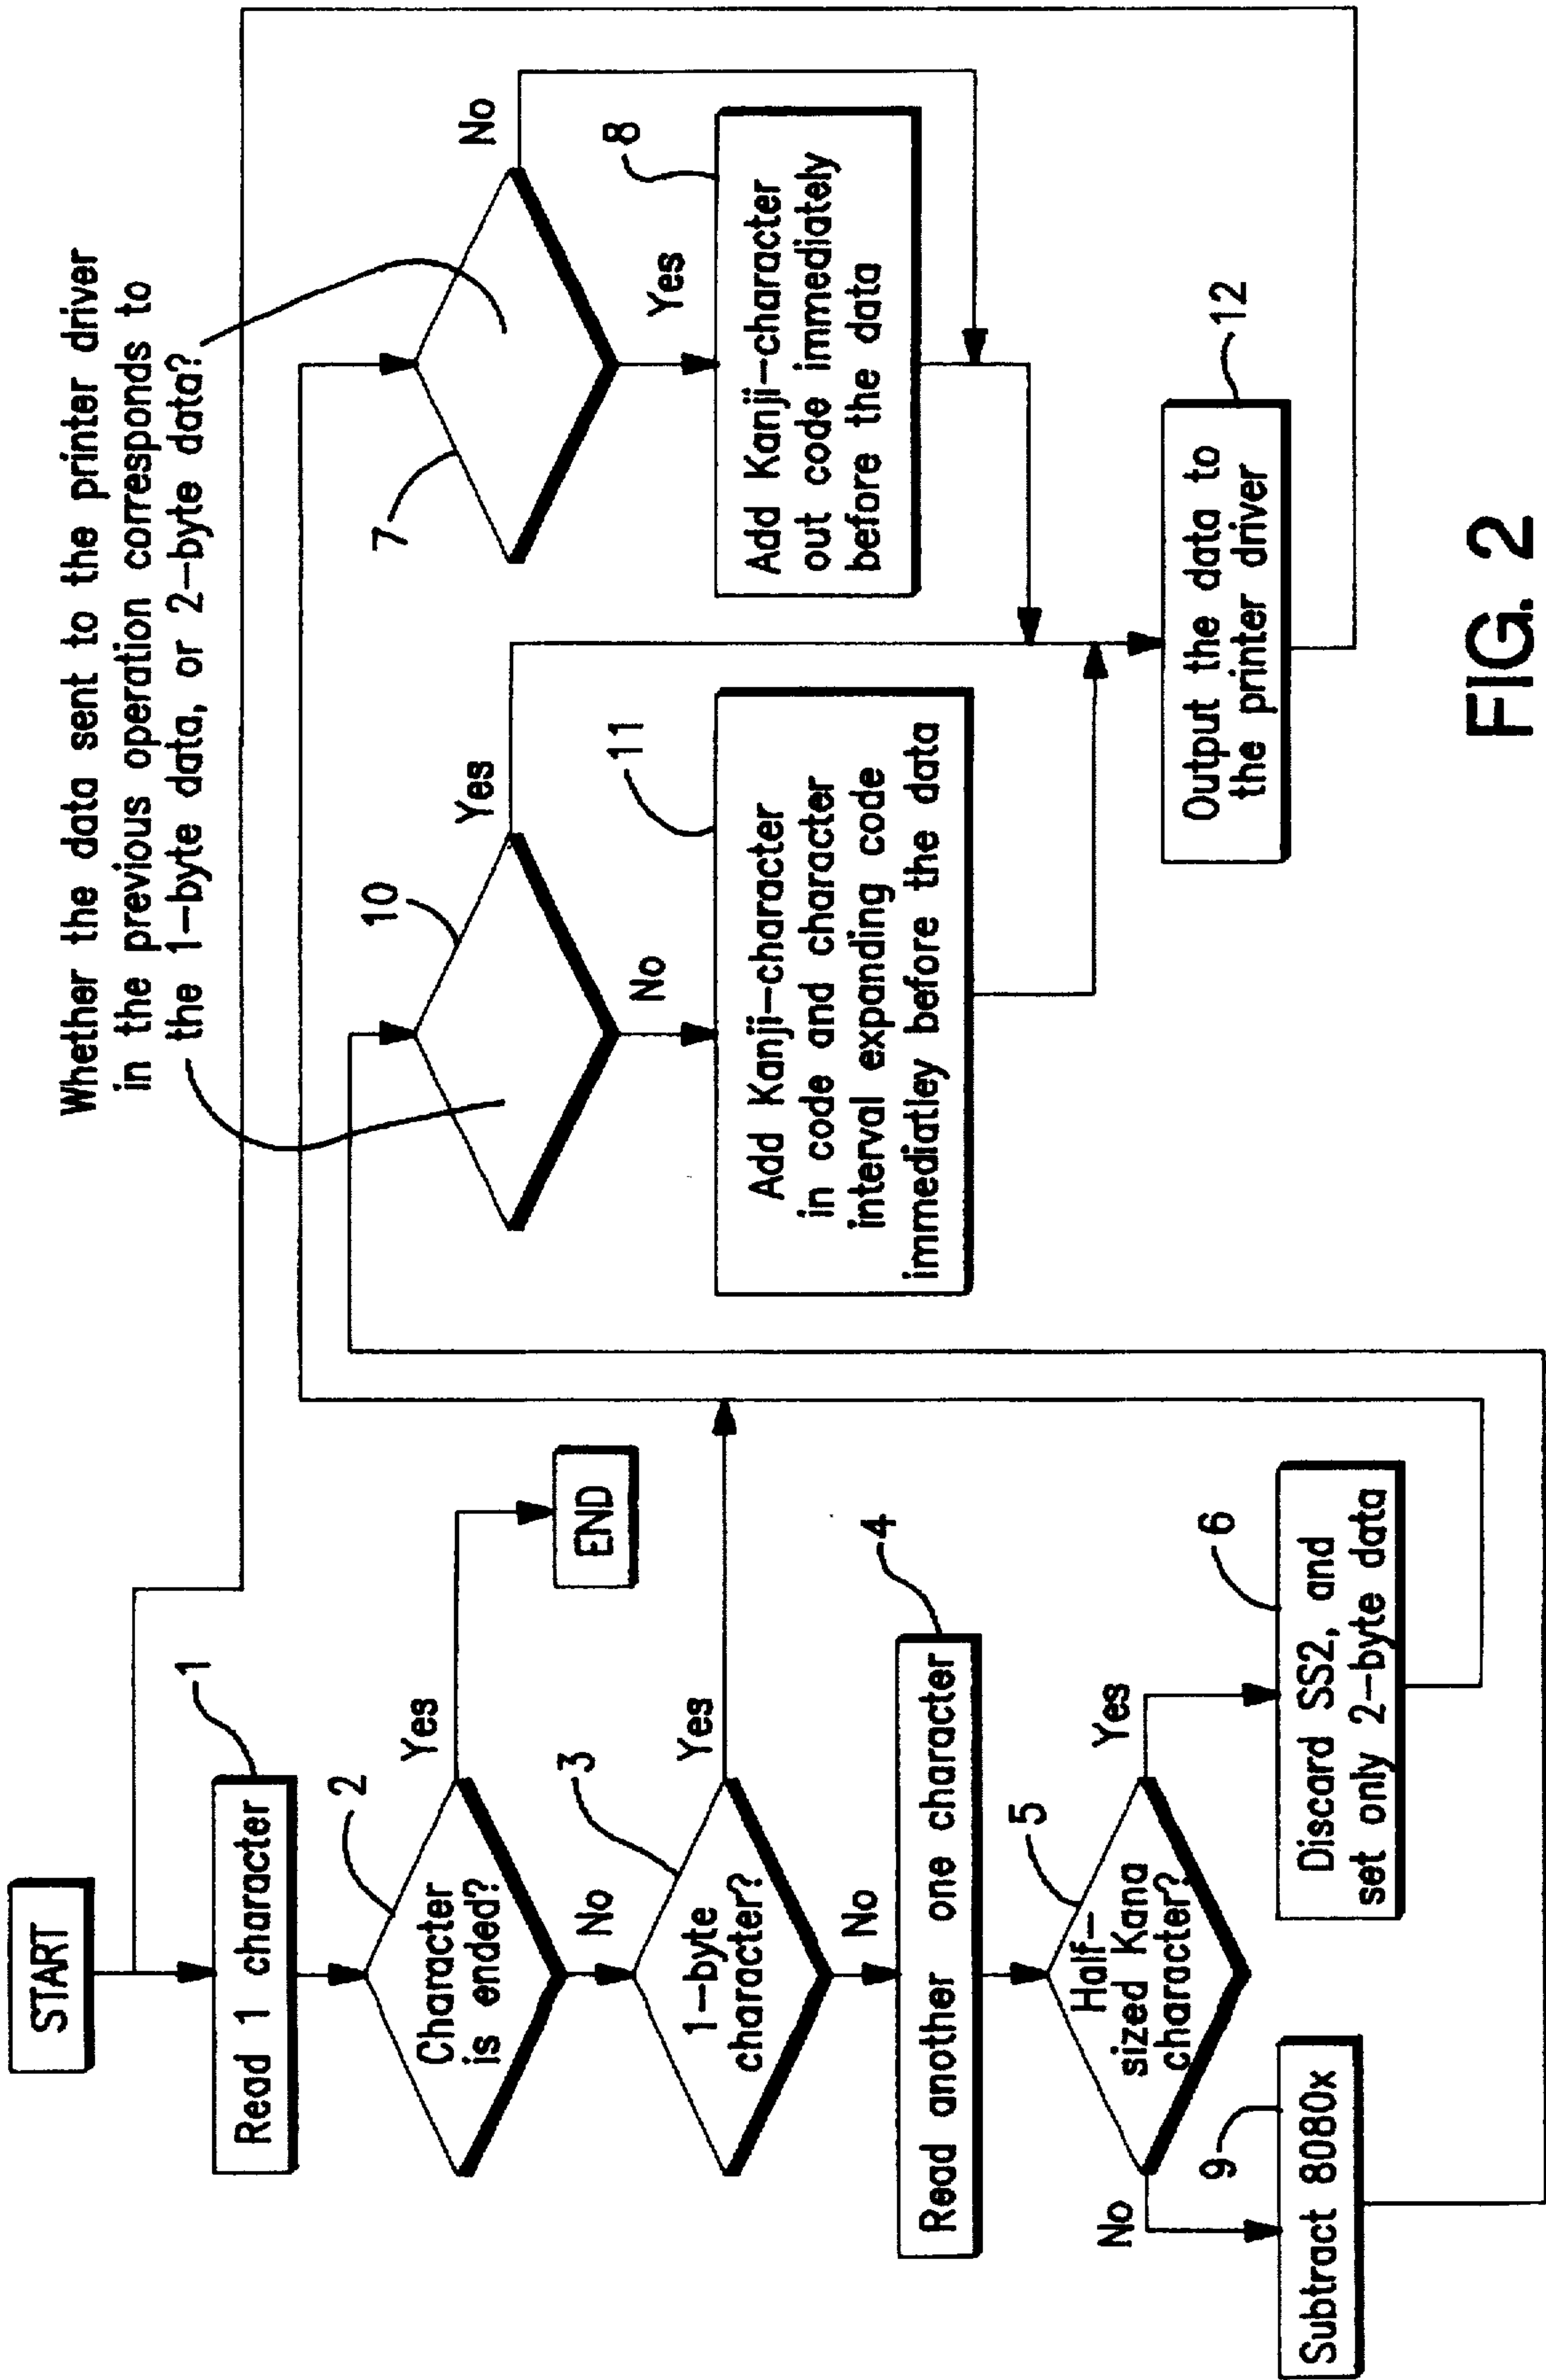 START
1
Read 1 character
2
Character
is ended?
Yes
No
END
3
1-byte
character?
Yes
No
4
Read another one character
5
Half-
sized Kana
character?
Yes
No
6
Discard SS2, and
set only 2-byte data
9
Subtract 8080x
Whether the data sent to the printer driver
in the previous operation corresponds to
the 1-byte data, or 2-byte data?
10
Yes
No
11
Add Kanji-character
in code and character
interval expanding code
immediatley before the data
7
No
Yes
8
Add Kanji-character
out code immediately
before the data
12
Output the data to
the printer driver
FIG. 2